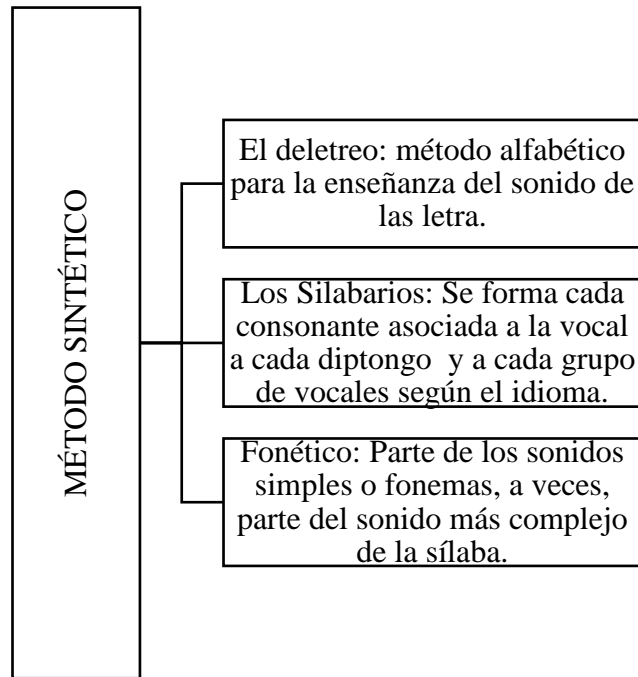 MÉTODO SINTÉTICO
El deletreo: método alfabético
para la enseñanza del sonido de
las letra.
Los Silabarios: Se forma cada
consonante asociada a la vocal
a cada diptongo y a cada grupo
de vocales según el idioma.
Fonético: Parte de los sonidos
simples o fonemas, a veces,
parte del sonido más complejo
de la sílaba.